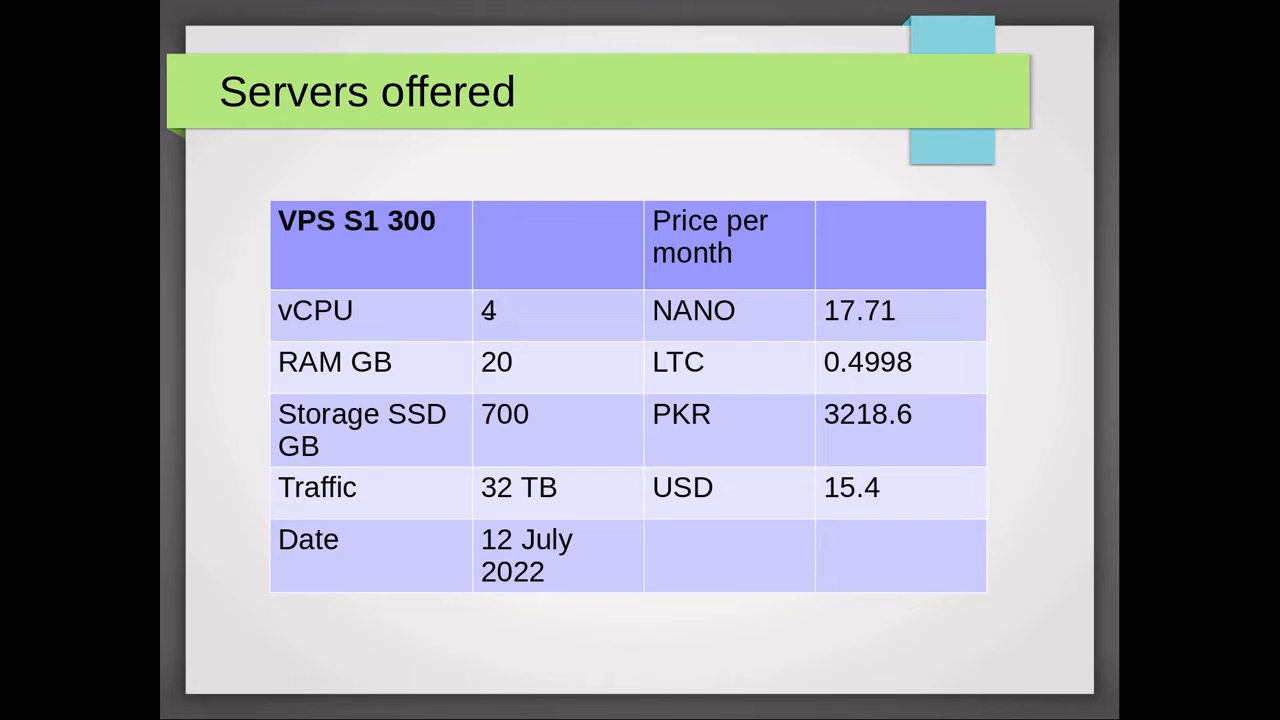 Servers offered
VPS S1 300
Price per
month
vCPU 4 NANO 17.71
RAM GB 20 LTC 0.4998
Storage SSD
GB
700 PKR 3218.6
Traffic 32 TB USD 15.4
Date
12 July
2022